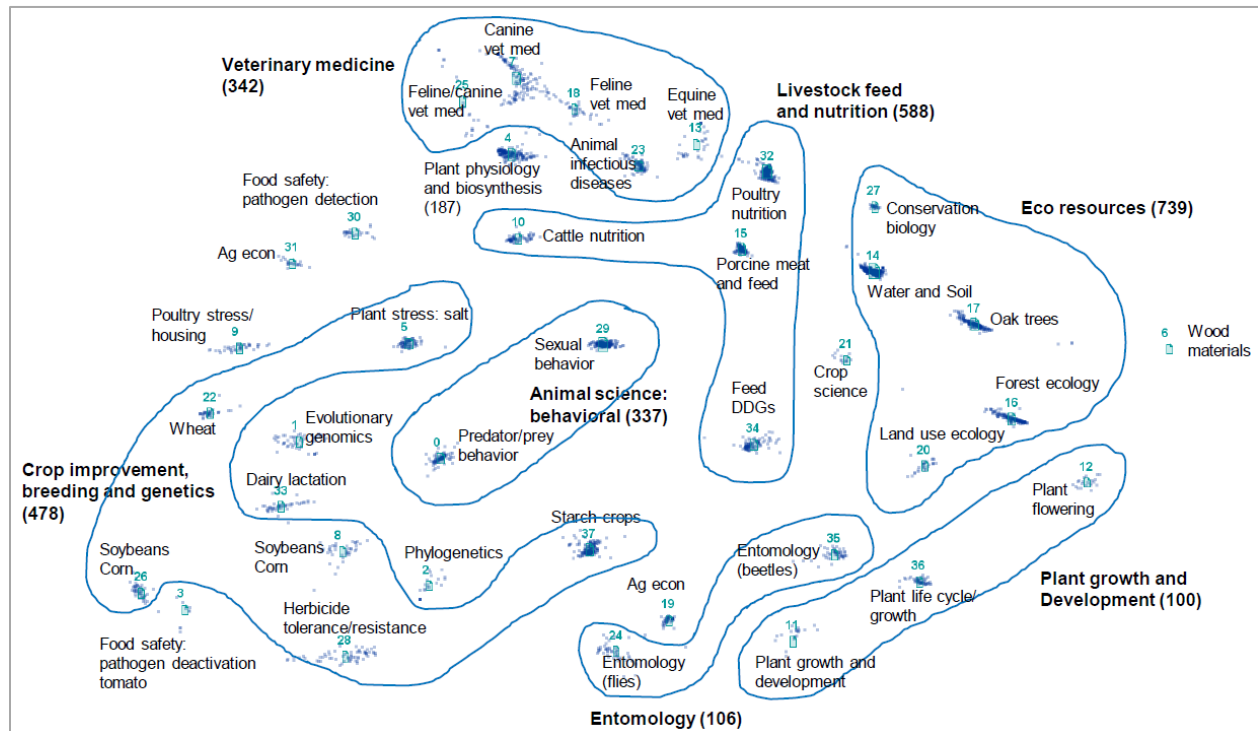 Canine
vet med
7
Veterinary medicine
(342)
25
Feline/canine
vet med
18
Feline
vet med
Equine
vet med
13
Livestock feed
and nutrition (588)
4
Plant physiology
and biosynthesis
(187)
Animal
infectious
diseases
23
32
Poultry
nutrition
Food safety:
pathogen detection
30
10
Cattle nutrition
15
Porcine meat
and feed
27
Conservation
biology
Eco resources (739)
Ag econ
31
14
Water and Soil
17
Oak trees
Poultry stress/
housing
9
Plant stress: salt
5
29
Sexual
behavior
21
Crop
science
6
Wood
materials
22
Wheat
1
Evolutionary
genomics
Animal science:
behavioral (337)
0
Predator/prey
behavior
Feed
DDGs
34
Forest ecology
16
Land use ecology
20
Crop improvement,
breeding and genetics
(478)
Dairy lactation
33
12
Plant
flowering
Soybeans
Corn
26
8
Soybeans
Corn
Phylogenetics
2
Starch crops
37
Entomology
(beetles)
35
3
Food safety:
pathogen deactivation
tomato
Herbicide
tolerance/resistance
28
Ag econ
19
36
Plant life cycle/
growth
Plant growth and
Development (100)
24
Entomology
(flies)
11
Plant growth and
development
Entomology (106)